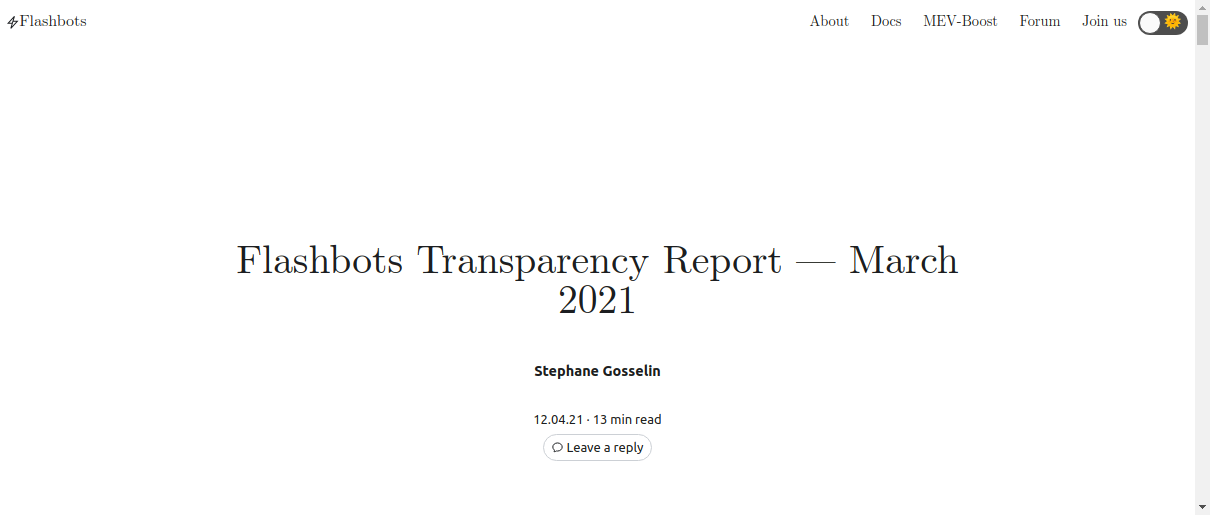 Flashbots
About Docs MEV-Boost Forum Join us
Flashbots Transparency Report — March
2021
Stephane Gosselin
12.04.21 · 13 min read
Leave a reply